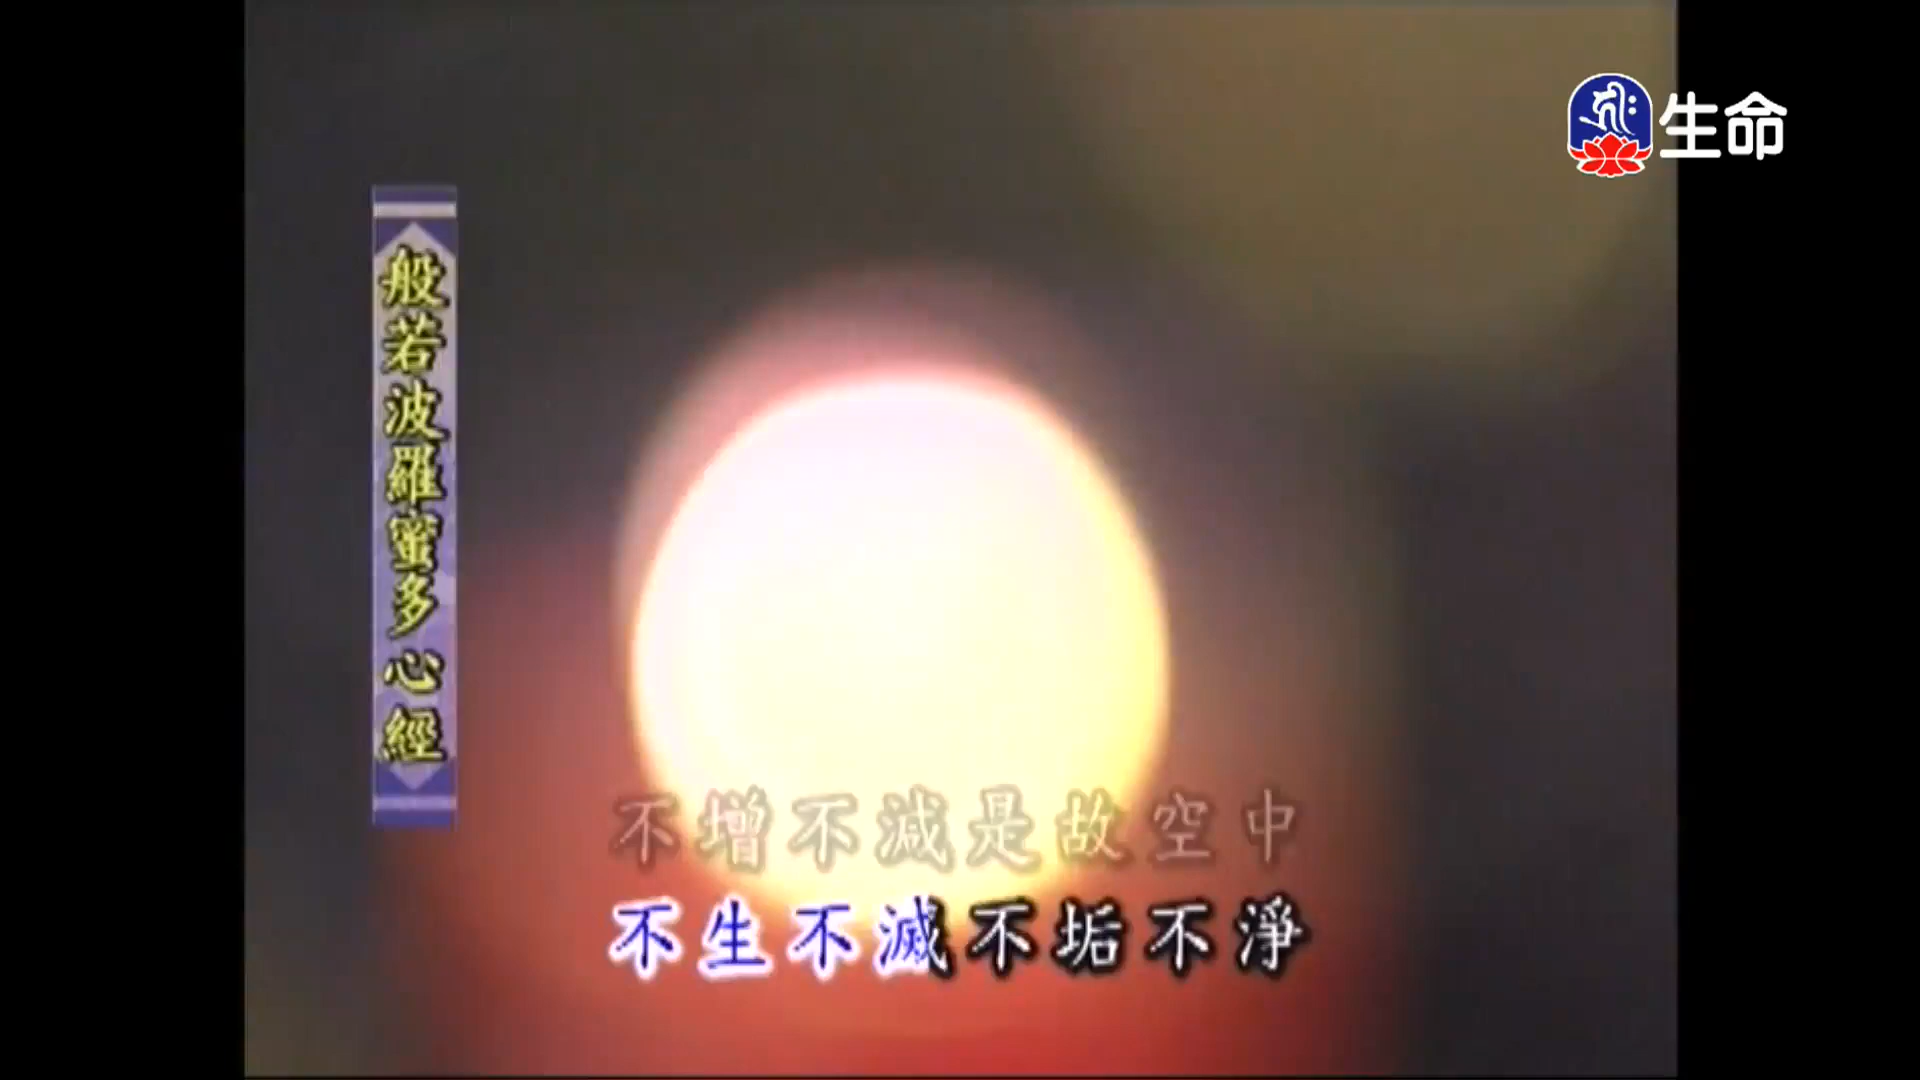 生命
般若波羅蜜多心經
不增不減是故空中
不生不滅不垢不淨